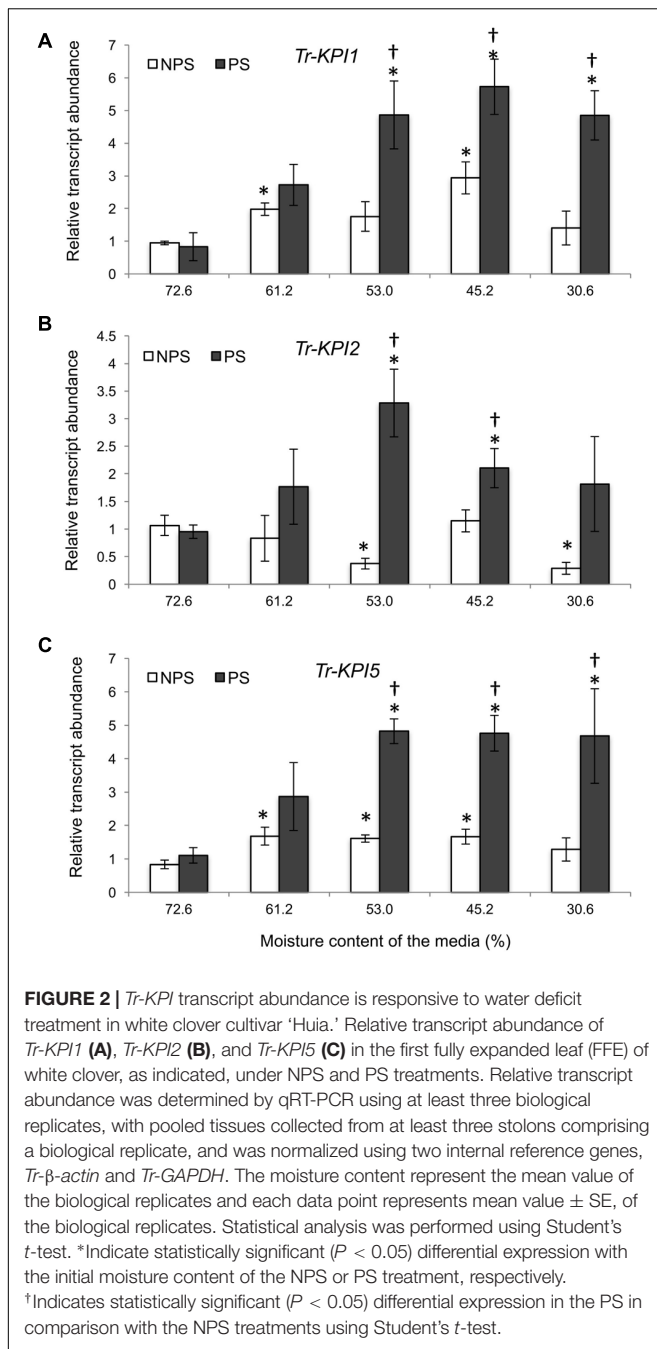 A
Tr-KPI1
NPS PS
Relative transcript abundance
7
6
5
4
3
2
1
0
* † * † * * † *
72.6 61.2 53.0 45.2 30.6
B
Tr-KPI2
NPS PS
Relative transcript abundance
4.5
4
3.5
3
2.5
2
1.5
1
0.5
0
* † * † * *
72.6 61.2 53.0 45.2 30.6
C
Tr-KPI5
NPS PS
Relative transcript abundance
7
6
5
4
3
2
1
0
* * † * * † * † *
72.6 61.2 53.0 45.2 30.6
Moisture content of the media (%)
FIGURE 2 | Tr-KPI transcript abundance is responsive to water deficit
treatment in white clover cultivar ‘Huia.’ Relative transcript abundance of
Tr-KPI1 (A), Tr-KPI2 (B), and Tr-KPI5 (C) in the first fully expanded leaf (FFE) of
white clover, as indicated, under NPS and PS treatments. Relative transcript
abundance was determined by qRT-PCR using at least three biological
replicates, with pooled tissues collected from at least three stolons comprising
a biological replicate, and was normalized using two internal reference genes,
Tr-β-actin and Tr-GAPDH. The moisture content represent the mean value of
the biological replicates and each data point represents mean value ± SE, of
the biological replicates. Statistical analysis was performed using Student’s
t-test. *Indicate statistically significant (P < 0.05) differential expression with
the initial moisture content of the NPS or PS treatment, respectively.
†Indicates statistically significant (P < 0.05) differential expression in the PS in
comparison with the NPS treatments using Student’s t-test.